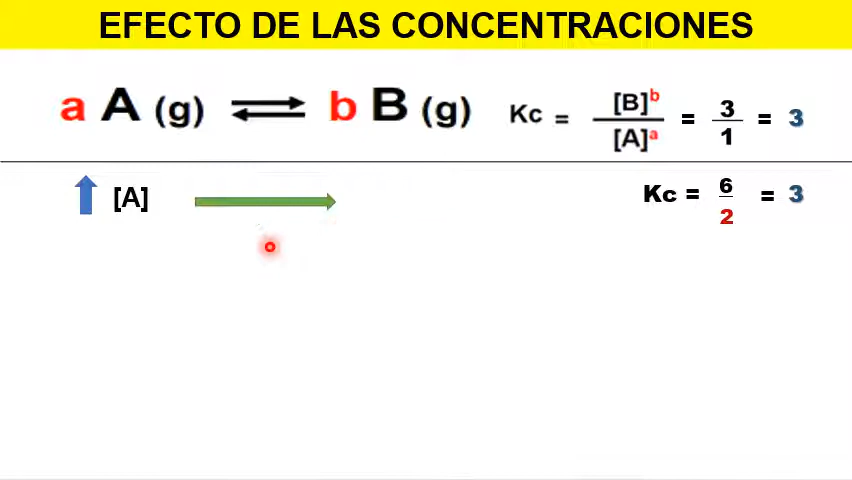 EFECTO DE LAS CONCENTRACIONES
a A (g) ⇌ b B (g) Kc = [B]^b / [A]^a = 3 / 1 = 3
[A] Kc = 6 / 2 = 3